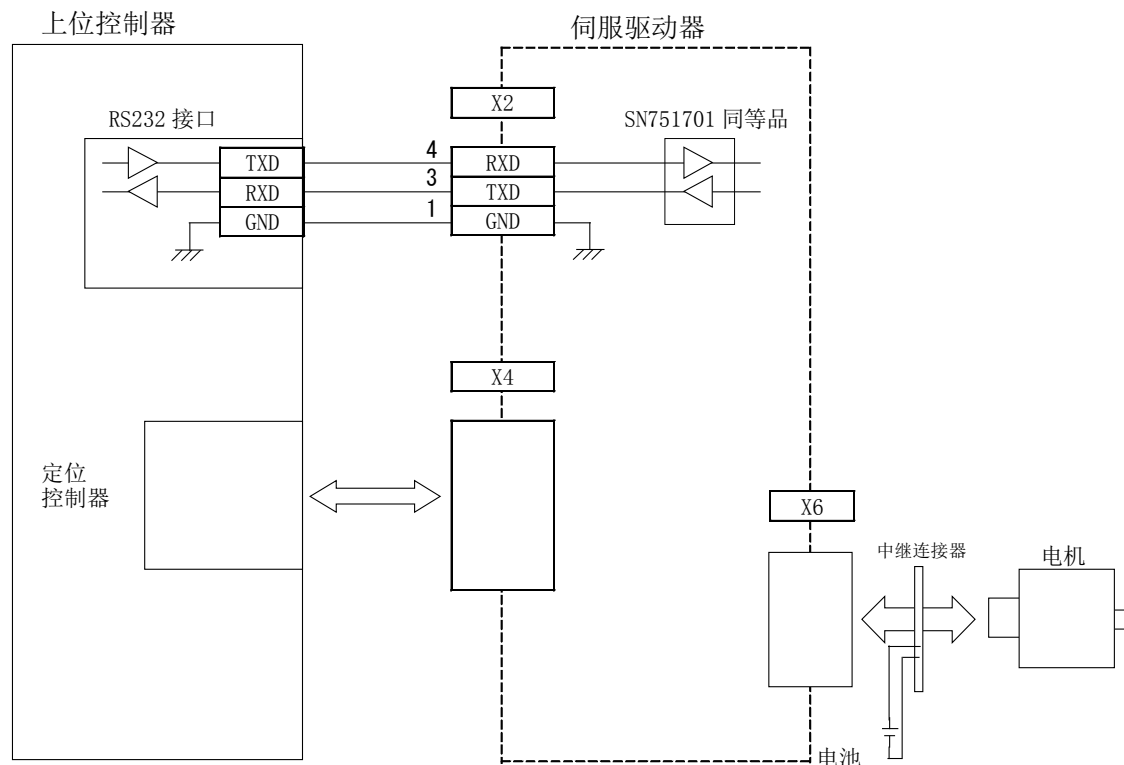 上位控制器
伺服驱动器
X2
RS232 接口
SN751701 同等品
TXD
4
RXD
RXD
3
TXD
GND
1
GND
X4
定位
控制器
X6
中继连接器
电机
电池